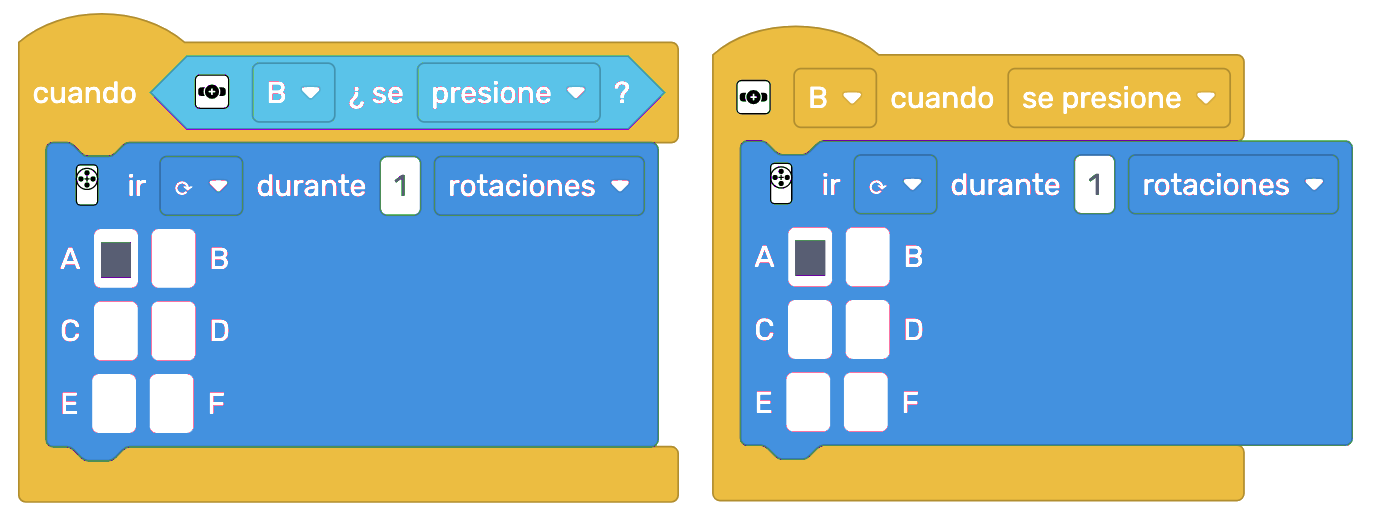 cuando B ¿ se presione ?
ir durante 1 rotaciones
A B
C D
E F
B cuando se presione
ir durante 1 rotaciones
A B
C D
E F